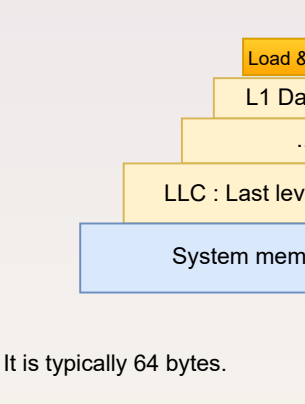 Load &
L1 Da
..
LLC : Last lev
System mem
It is typically 64 bytes.